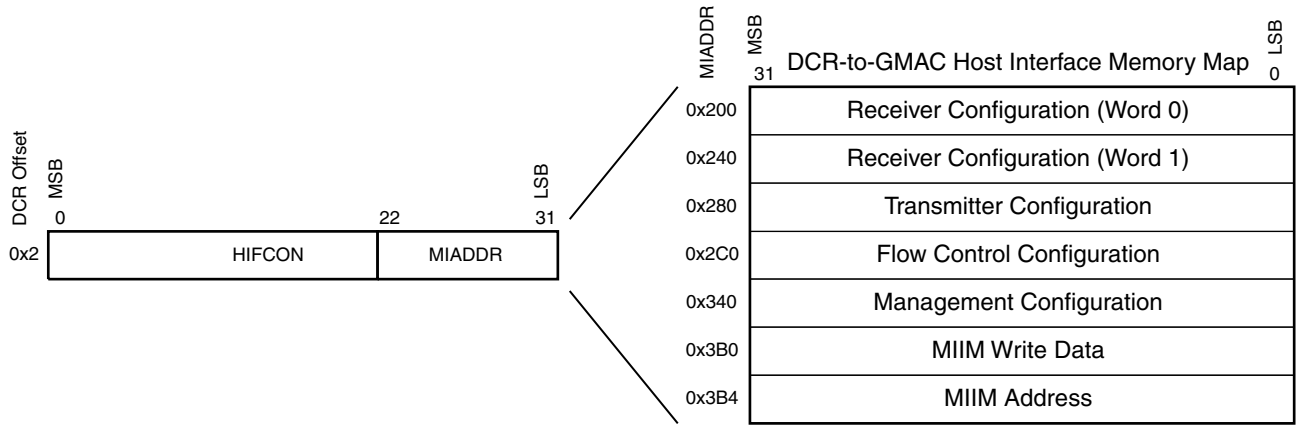 DCR Offset
MSB
LSB
0
22
31
0x2
HIFCON
MIADDR
MIADDR
MSB
LSB
31
DCR-to-GMAC Host Interface Memory Map
0
0x200
Receiver Configuration (Word 0)
0x240
Receiver Configuration (Word 1)
0x280
Transmitter Configuration
0x2C0
Flow Control Configuration
0x340
Management Configuration
0x3B0
MIIM Write Data
0x3B4
MIIM Address